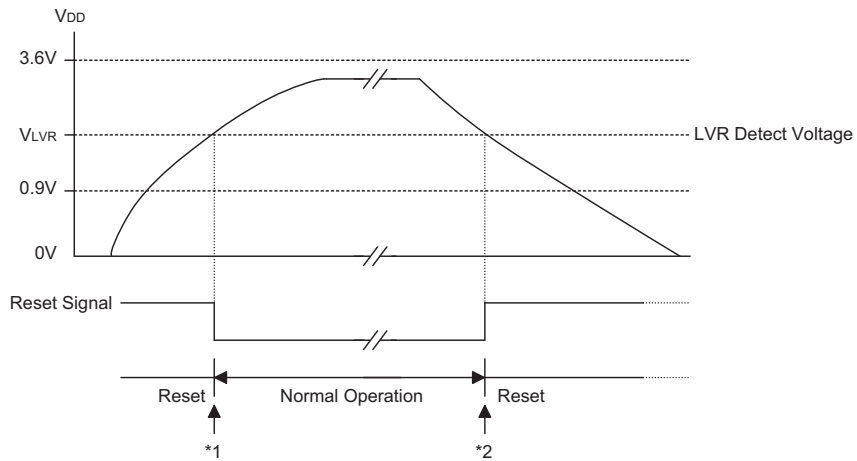 VDD
3.6V
VLVR
LVR Detect Voltage
0.9V
0V
Reset Signal
Reset Normal Operation Reset
*1 *2